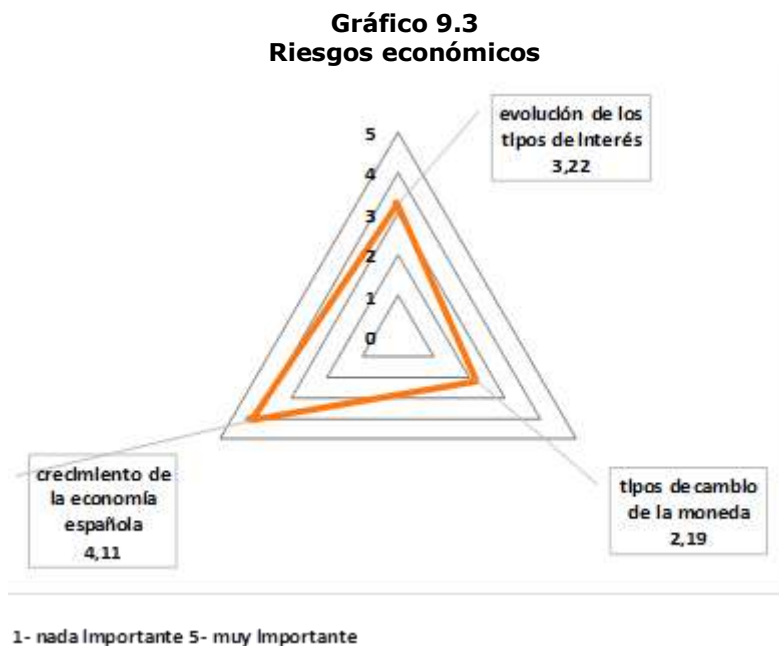 Gráfico 9.3
Riesgos económicos
evolución de los
tipos de interés
3,22
5
4
3
2
1
0
crecimiento de
la economía
española
4,11
tipos de cambio
de la moneda
2,19
1- nada importante 5- muy importante